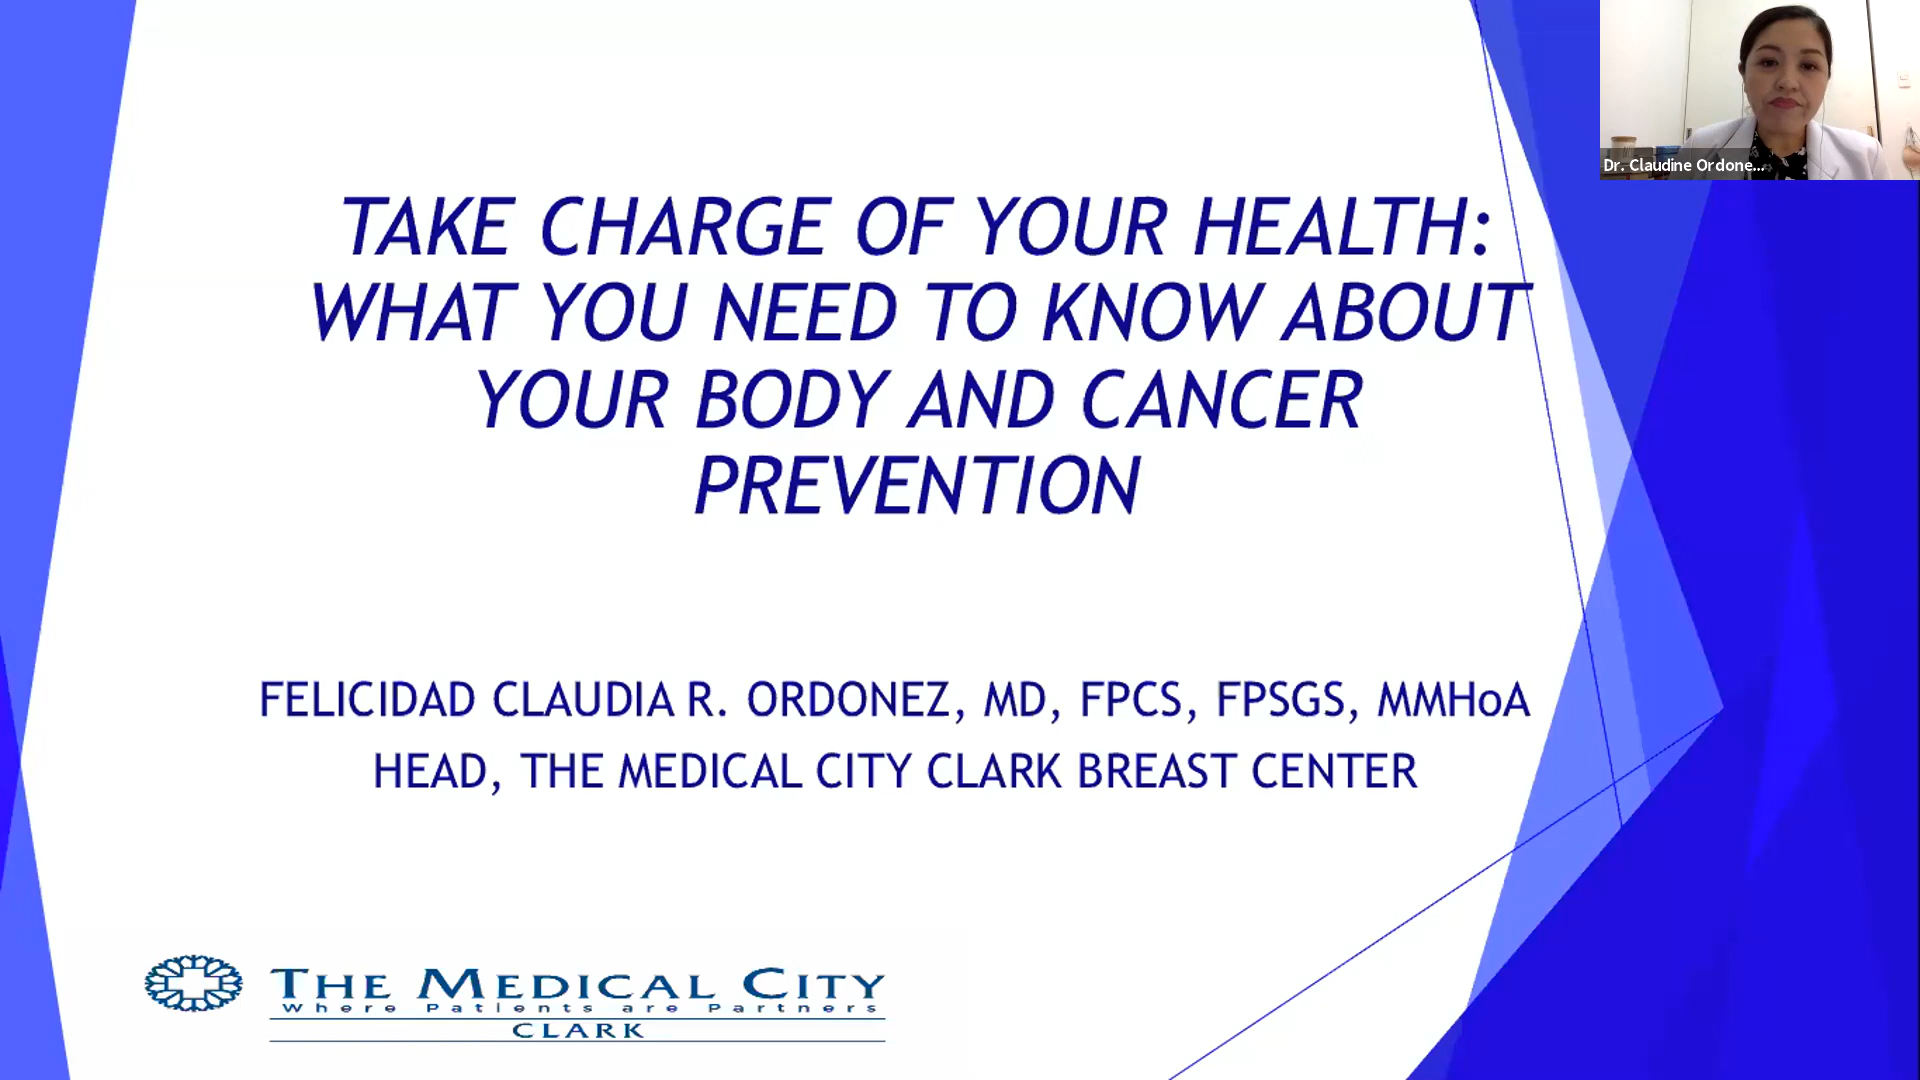 TAKE CHARGE OF YOUR HEALTH:
WHAT YOU NEED TO KNOW ABOUT
YOUR BODY AND CANCER
PREVENTION
FELICIDAD CLAUDIA R. ORDONEZ, MD, FPCS, FPSGS, MMHoA
HEAD, THE MEDICAL CITY CLARK BREAST CENTER
THE MEDICAL CITY
Where Patients are Partners
CLARK
Dr. Claudine Ordone...